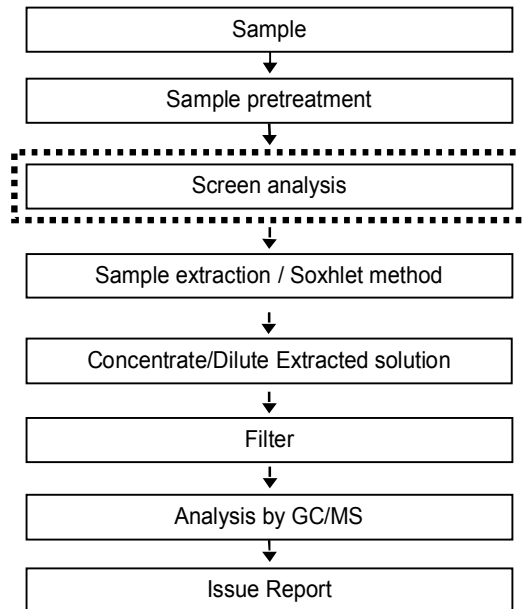 Sample
Sample pretreatment
Screen analysis
Sample extraction / Soxhlet method
Concentrate/Dilute Extracted solution
Filter
Analysis by GC/MS
Issue Report